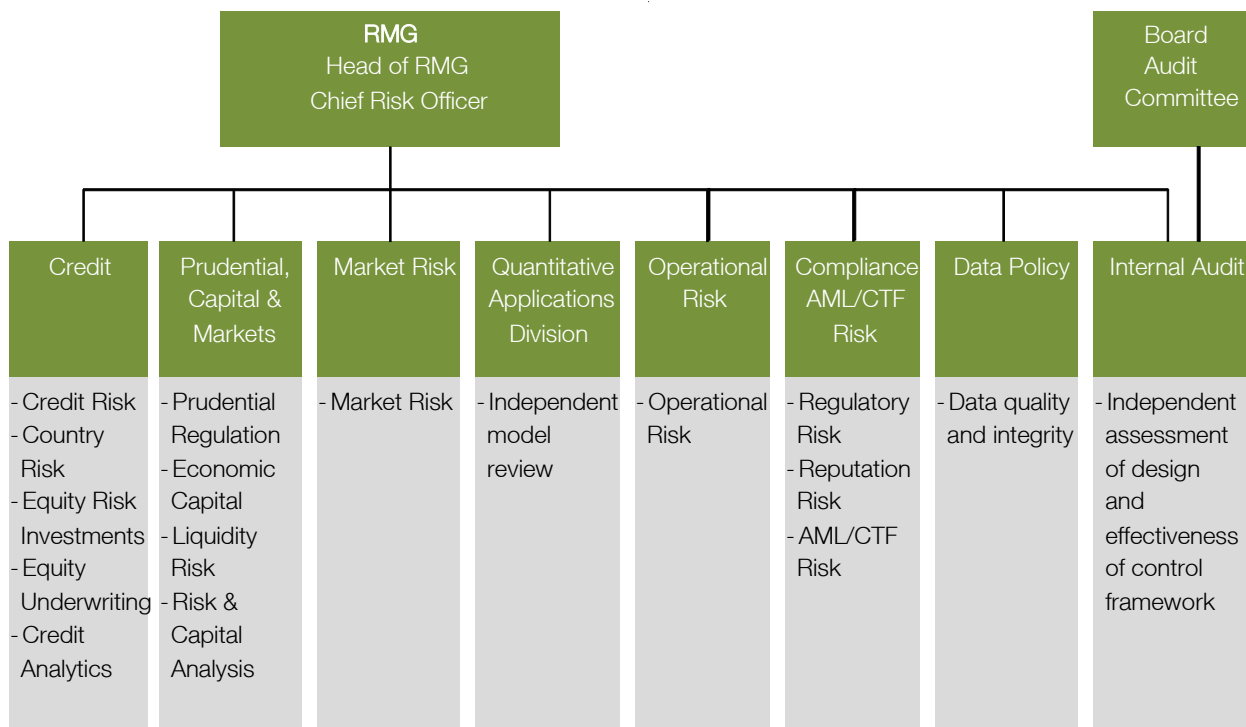 RMG
Head of RMG
Chief Risk Officer
Board
Audit
Committee
Credit
Prudential,
Capital &
Markets
Market Risk
Quantitative
Applications
Division
Operational
Risk
Compliance
AML/CTF
Risk
Data Policy
Internal Audit
- Credit Risk
- Country
Risk
- Equity Risk
Investments
- Equity
Underwriting
- Credit
Analytics
- Prudential
Regulation
- Economic
Capital
- Liquidity
Risk
- Risk &
Capital
Analysis
- Market Risk
- Independent
model
review
- Operational
Risk
- Regulatory
Risk
- Reputation
Risk
- AML/CTF
Risk
- Data quality
and integrity
- Independent
assessment
of design
and
effectiveness
of control
framework